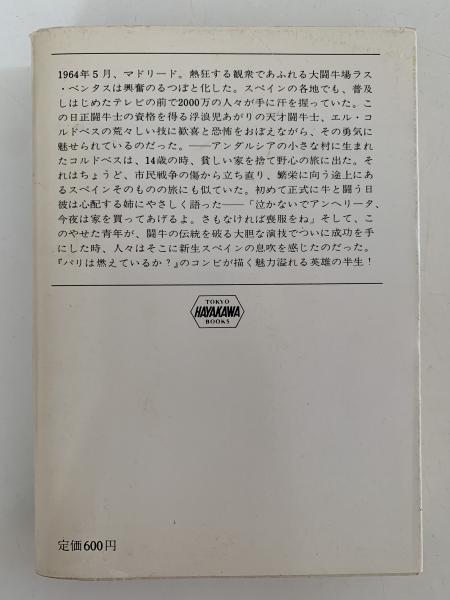 1964年5月、マドリード。熱狂する観衆であふれる大闘牛場ラス
・ベンタスは興奮のるつぼと化した。スペインの各地でも、普及
しはじめたテレビの前で2000万の人々が手に汗を握っていた。こ
の日正闘牛士の資格を得る浮浪児あがりの天才闘牛士、エル・コ
ルドベスの荒々しい技に歓喜と恐怖をおぼえながら、その勇気に
魅せられているのだった。——アンダルシアの小さな村に生まれ
たコルドベスは、14歳の時、貧しい家を捨て野心の旅に出た。そ
れはちょうど、市民戦争の傷から立ち直り、繁栄に向う途上にあ
るスペインそのものの旅にも似ていた。初めて正式に牛と闘う日
彼は心配する姉にやさしく語った——「泣かないでアンヘリータ、
今夜は家を買ってあげるよ。さもなければ喪服をね」そして、こ
のやせた青年が、闘牛の伝統を破る大胆な演技でついに成功を手
にした時、人々はそこに新生スペインの息吹を感じたのだった。
『パリは燃えているか？』のコンビが描く魅力溢れる英雄の半生！
TOKYO
HAYAKAWA
BOOKS
定価600円